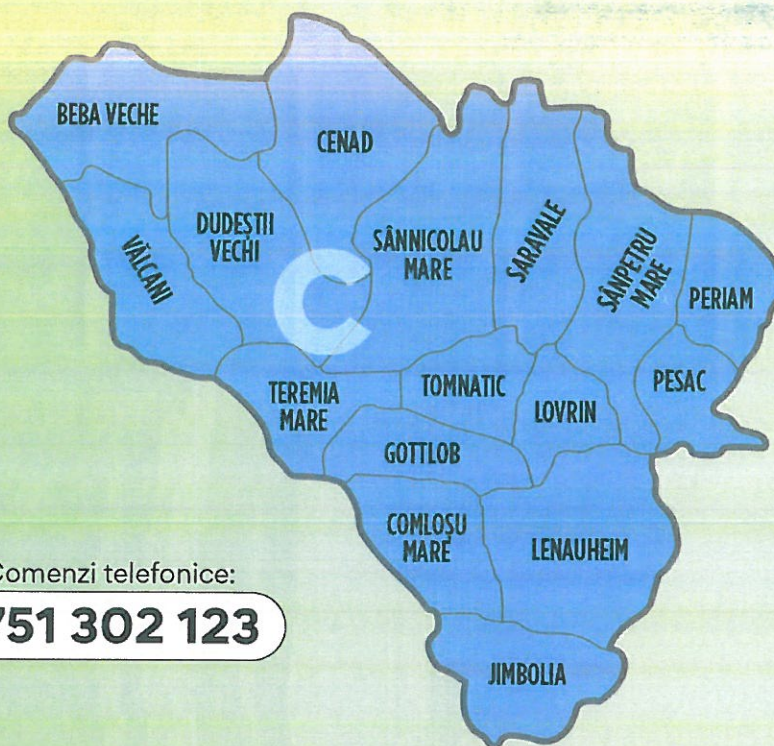 BEBA VECHE
CENAD
DUDEȘTII
VECHI
VĂLCANI
SÂNNICOLAU
MARE
SARAVALE
SÂNPETRU
MARE
PERIAM
C
TEREMIA
MARE
TOMNATIC
LOVRIN
PESAC
GOTTLOB
COMLOȘU
MARE
LENAUHEIM
Comenzi telefonice:
751 302 123
JIMBOLIA